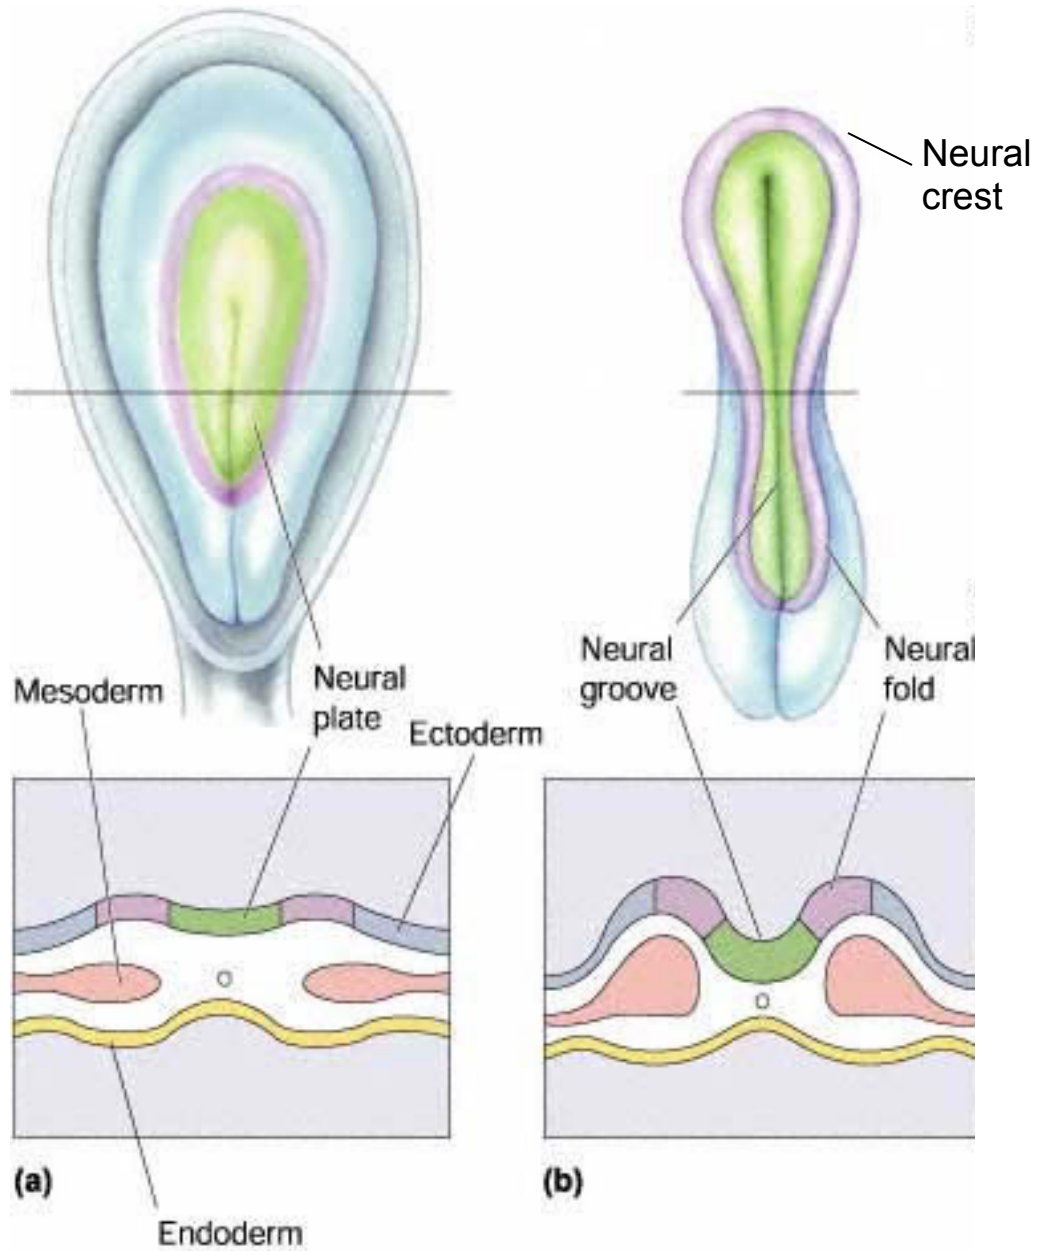 Neural
crest
Neural
groove
Neural
fold
Mesoderm
Neural
plate
Ectoderm
(a)
(b)
Endoderm